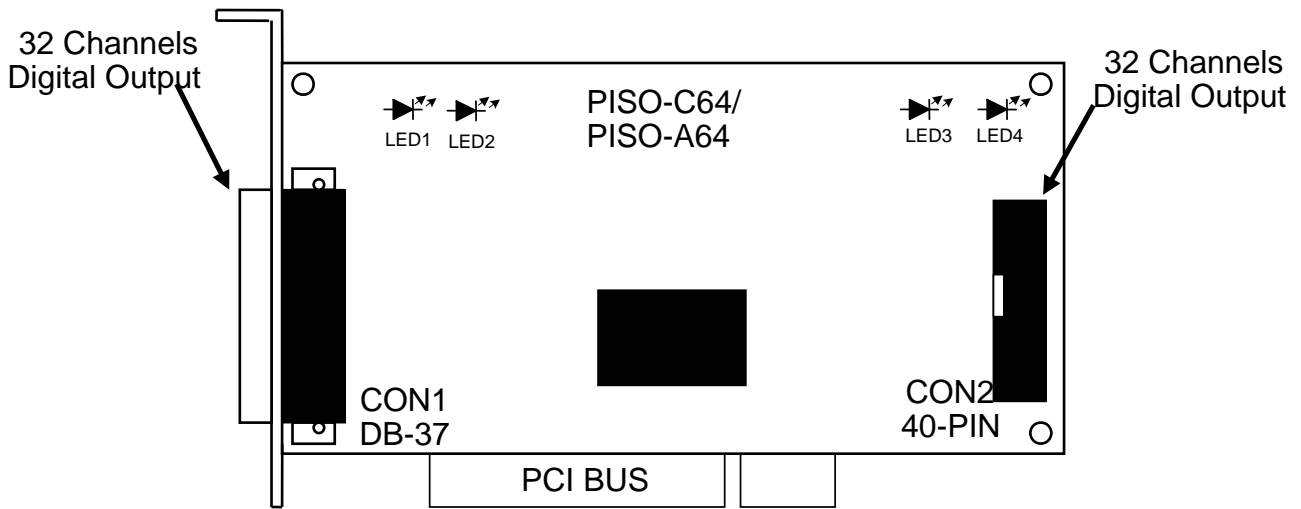 32 Channels
Digital Output
PISO-C64/
PISO-A64
LED1
LED2
LED3
LED4
32 Channels
Digital Output
CON1
DB-37
CON2
40-PIN
PCI BUS